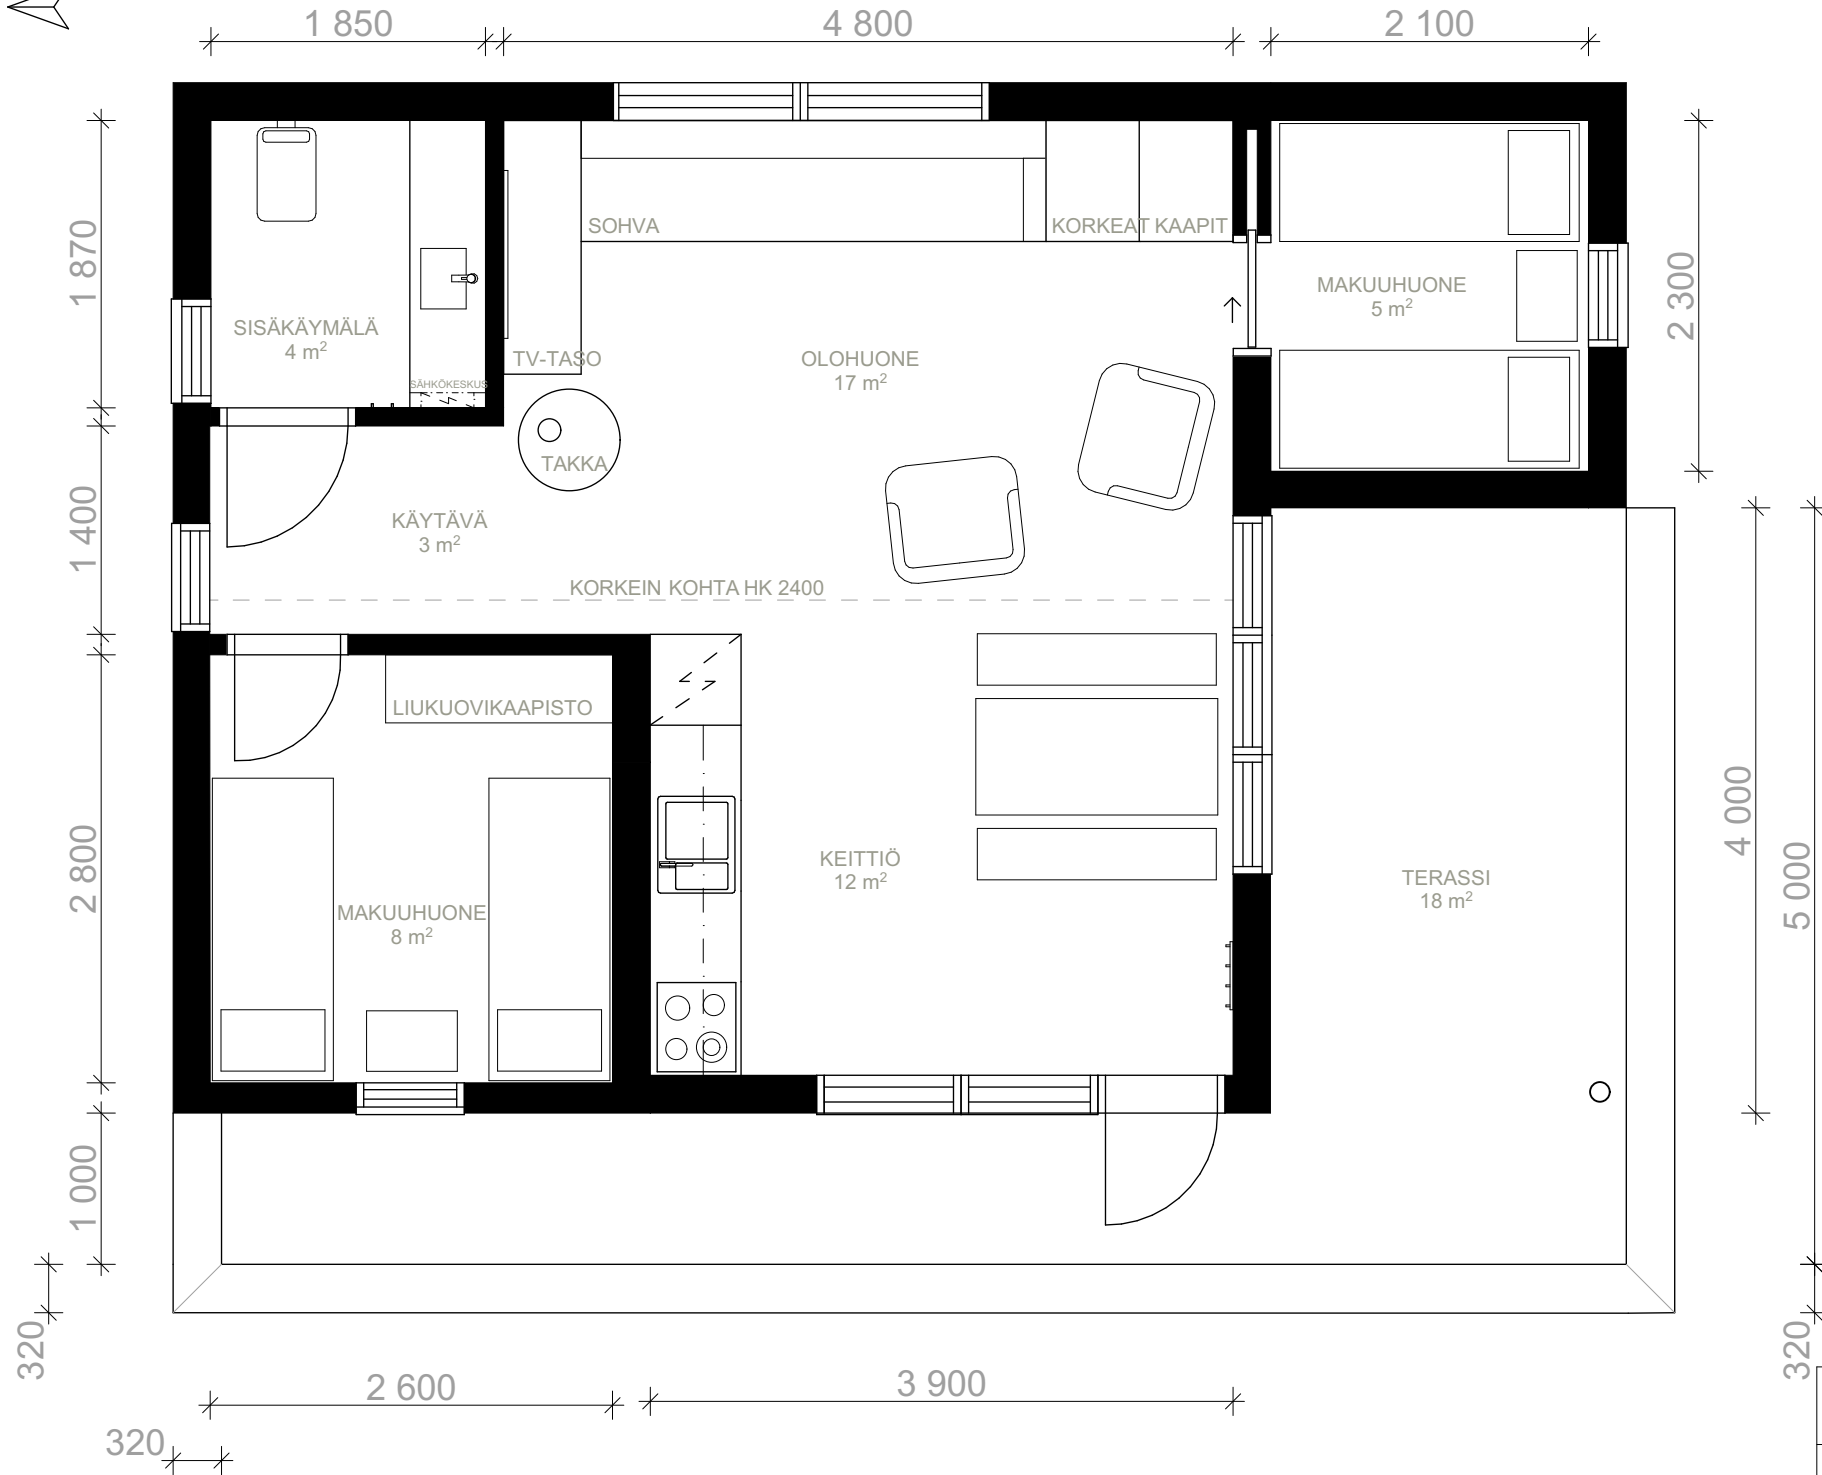 1 850
4 800
2 100
1 870
SOHVA
KORKEAT KAAPIT
MAKUUHUONE
5 m²
2 300
SISÄKÄYMÄLÄ
4 m²
TV-TASO
OLOHUONE
17 m²
SÄHKÖKESKUS
TAKKA
1 400
KÄYTÄVÄ
3 m²
KORKEIN KOHTA HK 2400
LIUKUOVIKAAPISTO
4 000
2 800
KEITTIÖ
12 m²
TERASSI
18 m²
5 000
MAKUUHUONE
8 m²
1 000
320
320
2 600
3 900
320